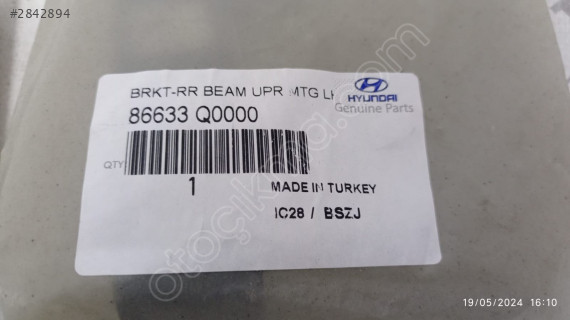 #2842894
BRKT-RR BEAM UPR MTG
86633 Q0000
HYUNDAI
Genuine Parts
QTY
1
MADE IN TURKEY
IC28 / BSZJ
otoçıkma.com
19/05/2024 16:10